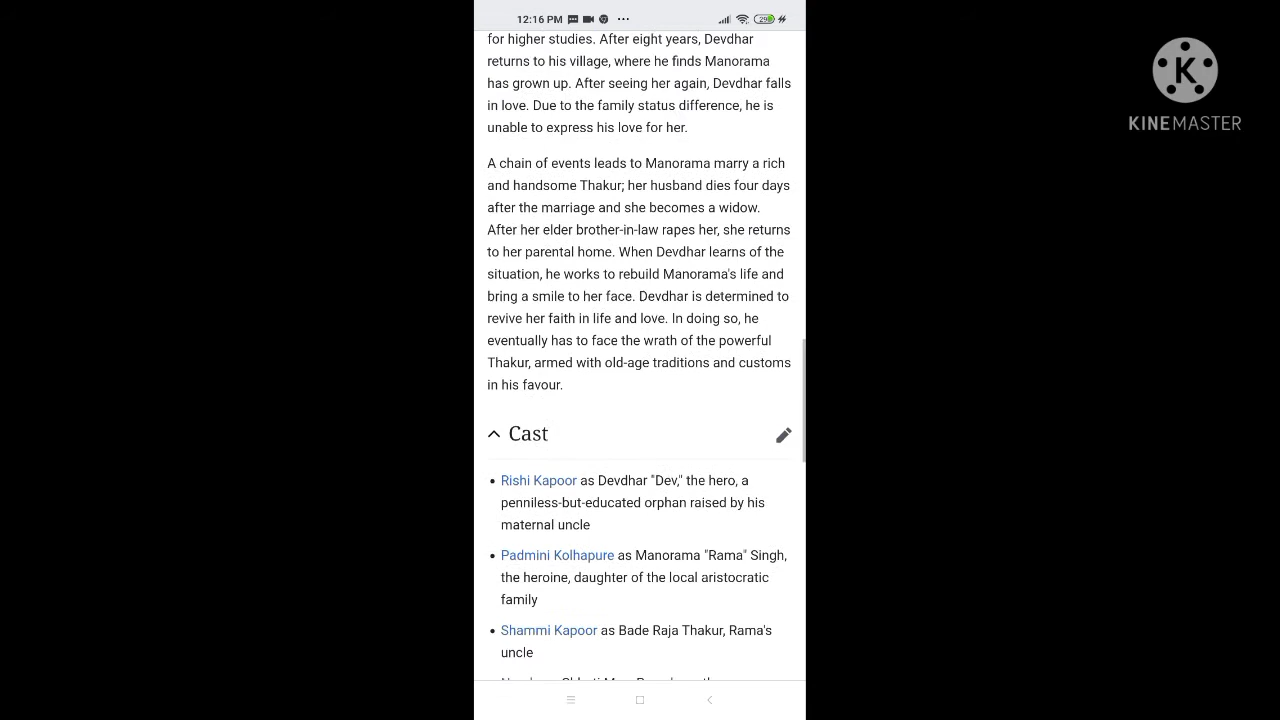 12:16 PM
29
for higher studies. After eight years, Devdhar
returns to his village, where he finds Manorama
has grown up. After seeing her again, Devdhar falls
in love. Due to the family status difference, he is
unable to express his love for her.
A chain of events leads to Manorama marry a rich
and handsome Thakur; her husband dies four days
after the marriage and she becomes a widow.
After her elder brother-in-law rapes her, she returns
to her parental home. When Devdhar learns of the
situation, he works to rebuild Manorama's life and
bring a smile to her face. Devdhar is determined to
revive her faith in life and love. In doing so, he
eventually has to face the wrath of the powerful
Thakur, armed with old-age traditions and customs
in his favour.
Cast
• Rishi Kapoor as Devdhar "Dev," the hero, a
penniless-but-educated orphan raised by his
maternal uncle
• Padmini Kolhapure as Manorama "Rama" Singh,
the heroine, daughter of the local aristocratic
family
• Shammi Kapoor as Bade Raja Thakur, Rama's
uncle
K
KINEMASTER